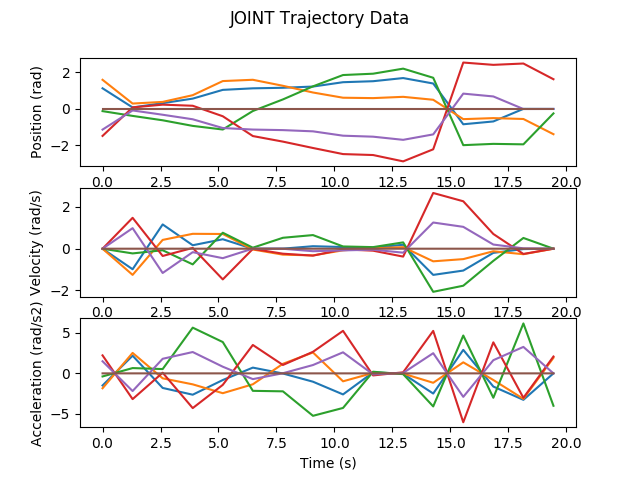 JOINT Trajectory Data
Position (rad)
2
0
−2
0.0 2.5 5.0 7.5 10.0 12.5 15.0 17.5 20.0
Velocity (rad/s)
2
0
−2
0.0 2.5 5.0 7.5 10.0 12.5 15.0 17.5 20.0
Acceleration (rad/s2)
5
0
−5
0.0 2.5 5.0 7.5 10.0 12.5 15.0 17.5 20.0
Time (s)